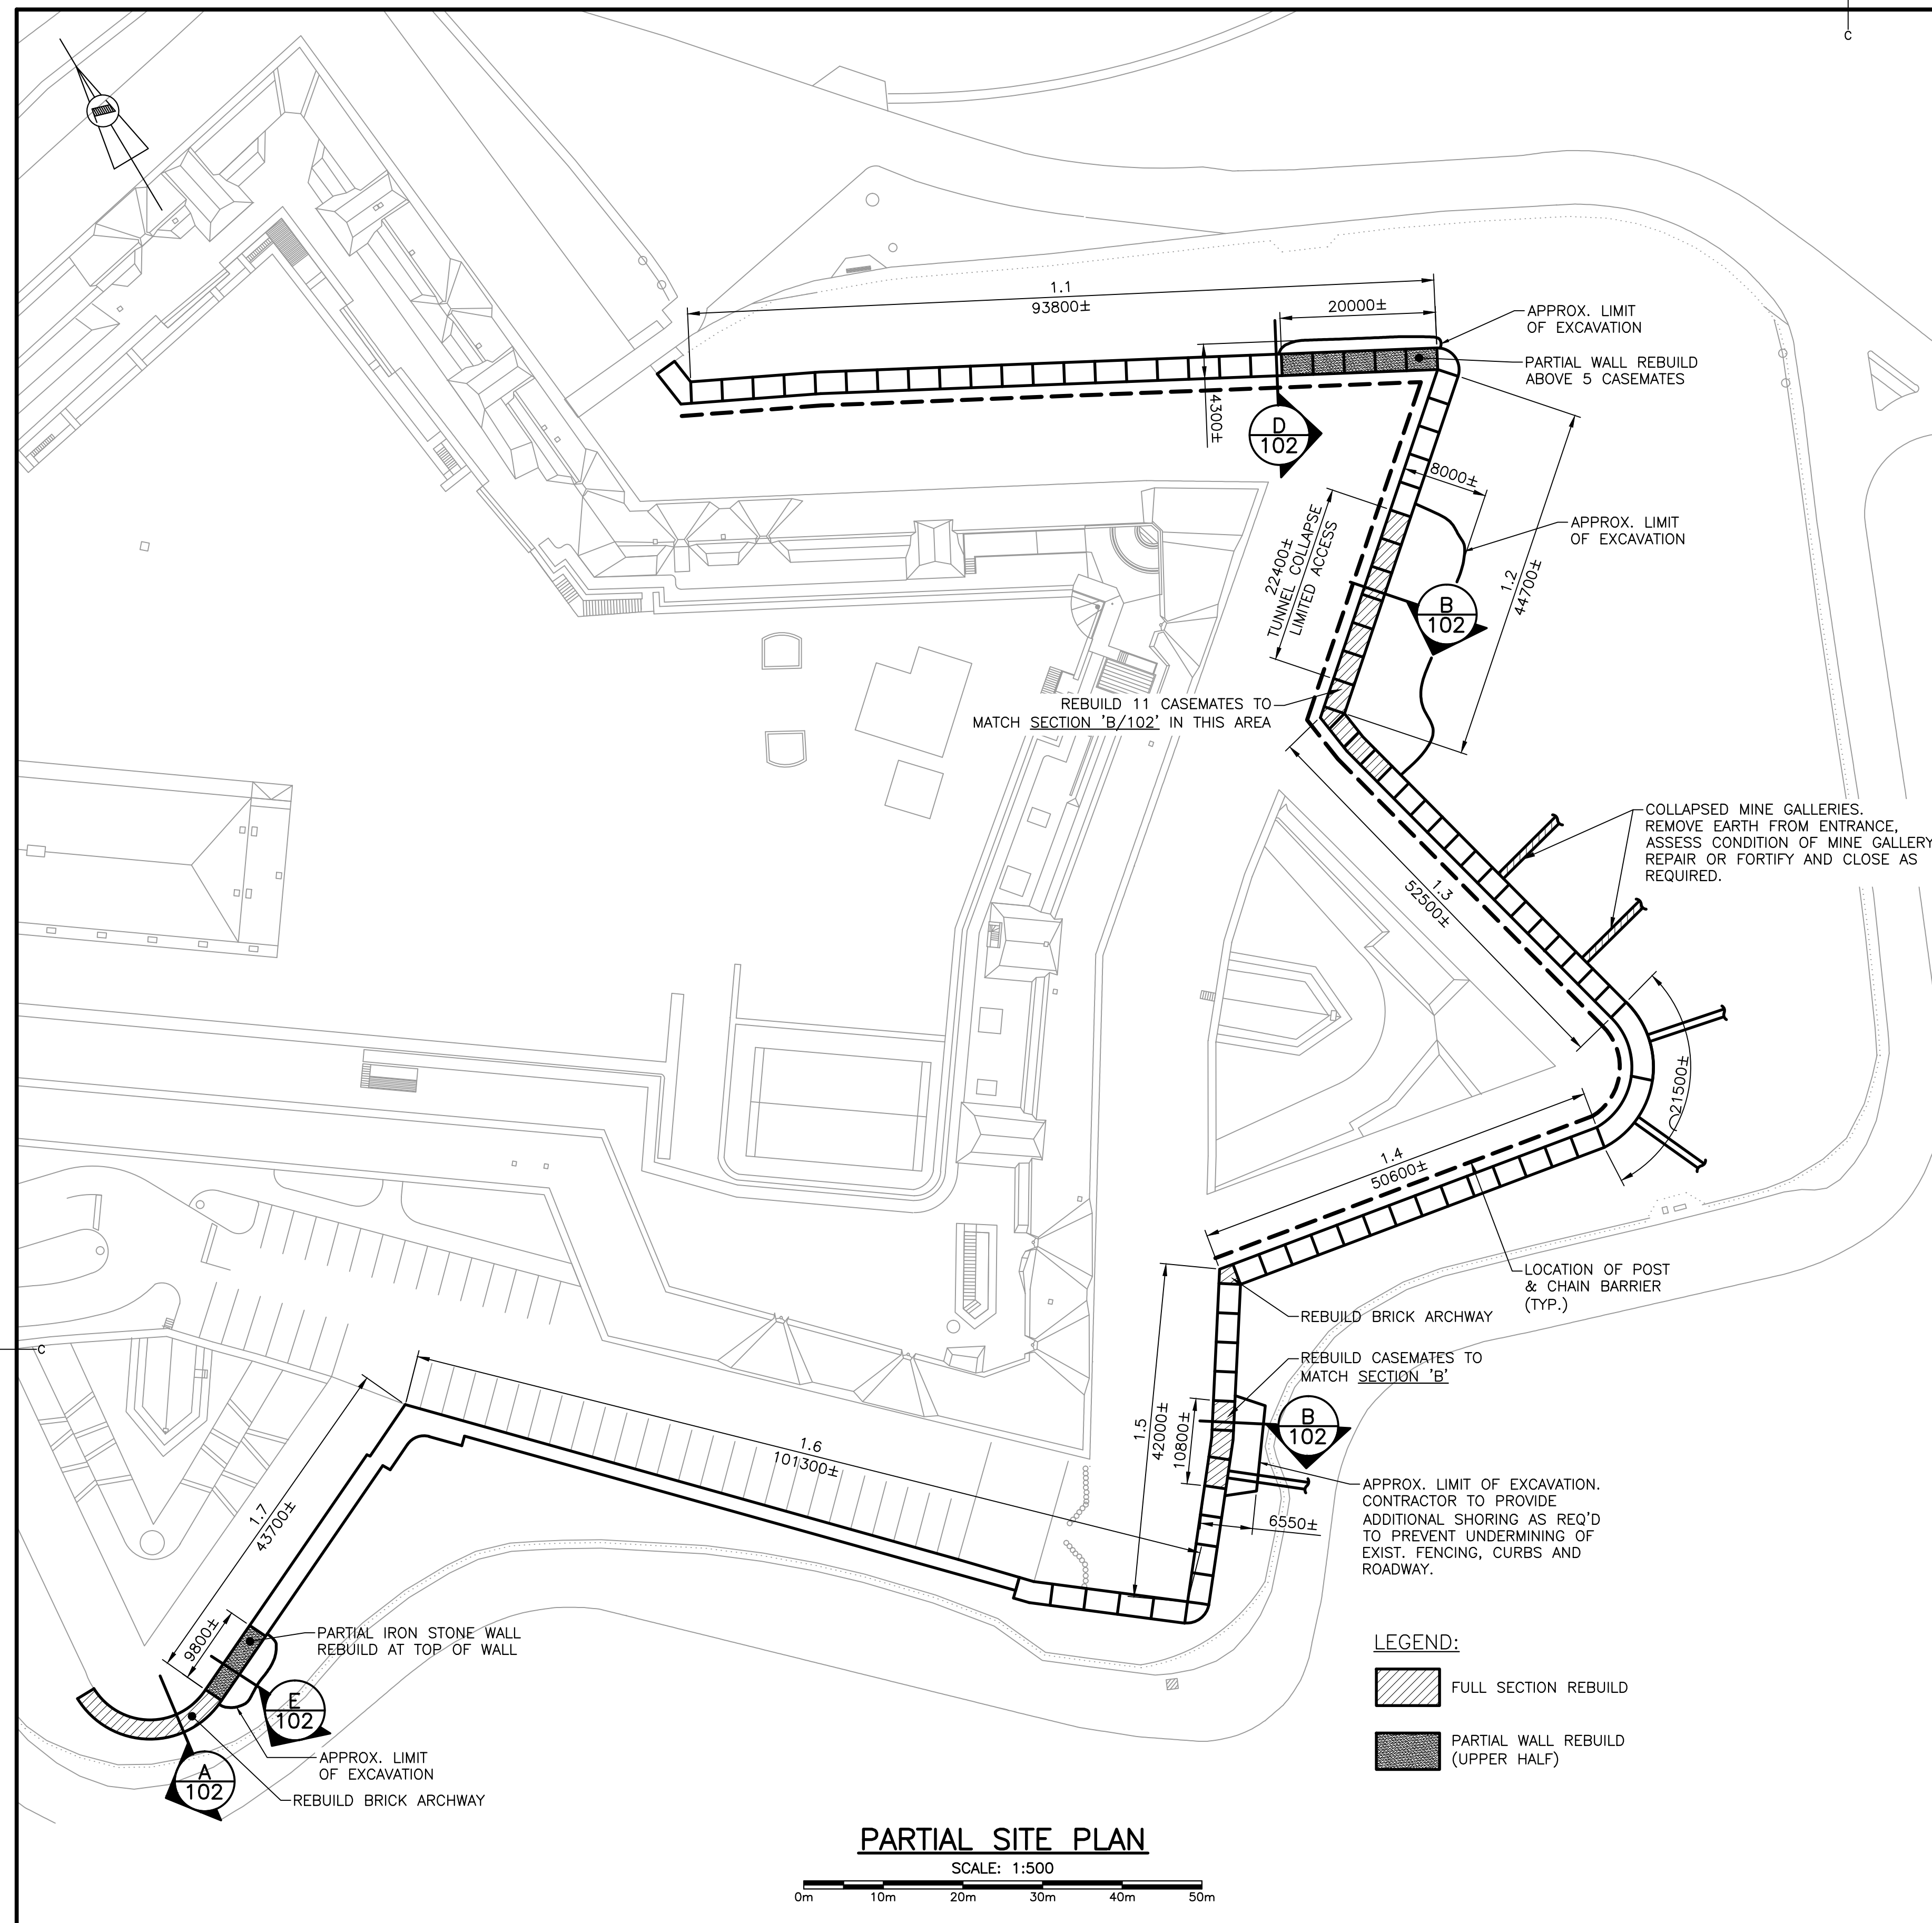 C
1.1
93800±
20000±
APPROX. LIMIT
OF EXCAVATION
PARTIAL WALL REBUILD
ABOVE 5 CASEMATES
4300±
D
102
8000±
APPROX. LIMIT
OF EXCAVATION
22400±
TUNNEL COLLAPSE
LIMITED ACCESS
1.2
44700±
B
102
REBUILD 11 CASEMATES TO
MATCH SECTION 'B/102' IN THIS AREA
COLLAPSED MINE GALLERIES.
REMOVE EARTH FROM ENTRANCE,
ASSESS CONDITION OF MINE GALLERY
REPAIR OR FORTIFY AND CLOSE AS
REQUIRED.
1.3
52500±
21500±
1.4
50600±
LOCATION OF POST
& CHAIN BARRIER
(TYP.)
REBUILD BRICK ARCHWAY
C
REBUILD CASEMATES TO
MATCH SECTION 'B'
1.5
42000±
10800±
B
102
1.6
101300±
APPROX. LIMIT OF EXCAVATION.
CONTRACTOR TO PROVIDE
ADDITIONAL SHORING AS REQ'D
TO PREVENT UNDERMINING OF
EXIST. FENCING, CURBS AND
ROADWAY.
6550±
1.7
43700±
9800±
PARTIAL IRON STONE WALL
REBUILD AT TOP OF WALL
E
102
A
102
APPROX. LIMIT
OF EXCAVATION
REBUILD BRICK ARCHWAY
LEGEND:
FULL SECTION REBUILD
PARTIAL WALL REBUILD
(UPPER HALF)
PARTIAL SITE PLAN
SCALE: 1:500
0m 10m 20m 30m 40m 50m